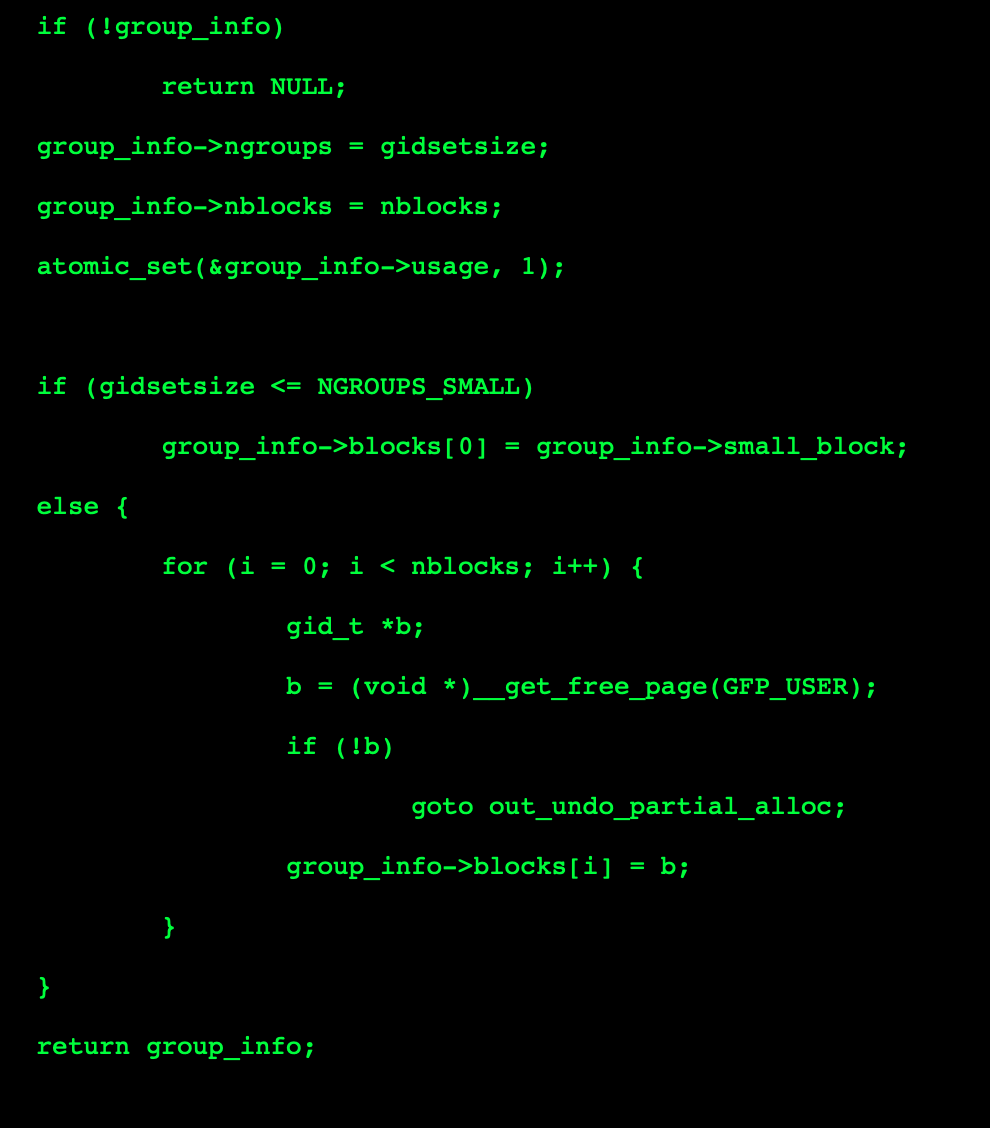 if (!group_info)
return NULL;
group_info->ngroups = gidsetsize;
group_info->nblocks = nblocks;
atomic_set(&group_info->usage, 1);
if (gidsetsize <= NGROUPS_SMALL)
group_info->blocks[0] = group_info->small_block;
else {
for (i = 0; i < nblocks; i++) {
gid_t *b;
b = (void *)__get_free_page(GFP_USER);
if (!b)
goto out_undo_partial_alloc;
group_info->blocks[i] = b;
}
}
return group_info;